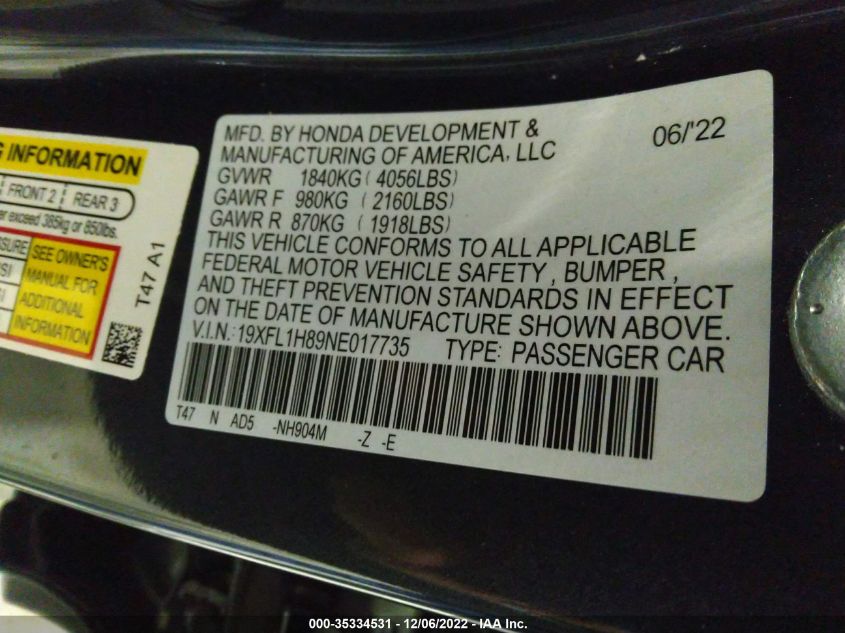 G INFORMATION
FRONT 2 | REAR 3
er exceed 385kg or 850lbs.
SSURE
SI
I
SEE OWNER'S
MANUAL FOR
ADDITIONAL
INFORMATION
T47 A1
MFD. BY HONDA DEVELOPMENT & 06/'22
MANUFACTURING OF AMERICA, LLC
GVWR 1840KG (4056LBS)
GAWR F 980KG (2160LBS)
GAWR R 870KG (1918LBS)
THIS VEHICLE CONFORMS TO ALL APPLICABLE
FEDERAL MOTOR VEHICLE SAFETY, BUMPER,
AND THEFT PREVENTION STANDARDS IN EFFECT
ON THE DATE OF MANUFACTURE SHOWN ABOVE.
V.I.N.: 19XFL1H89NE017735 TYPE: PASSENGER CAR
T47 N AD5 -NH904M -Z -E
000-35334531 - 12/06/2022 - IAA Inc.